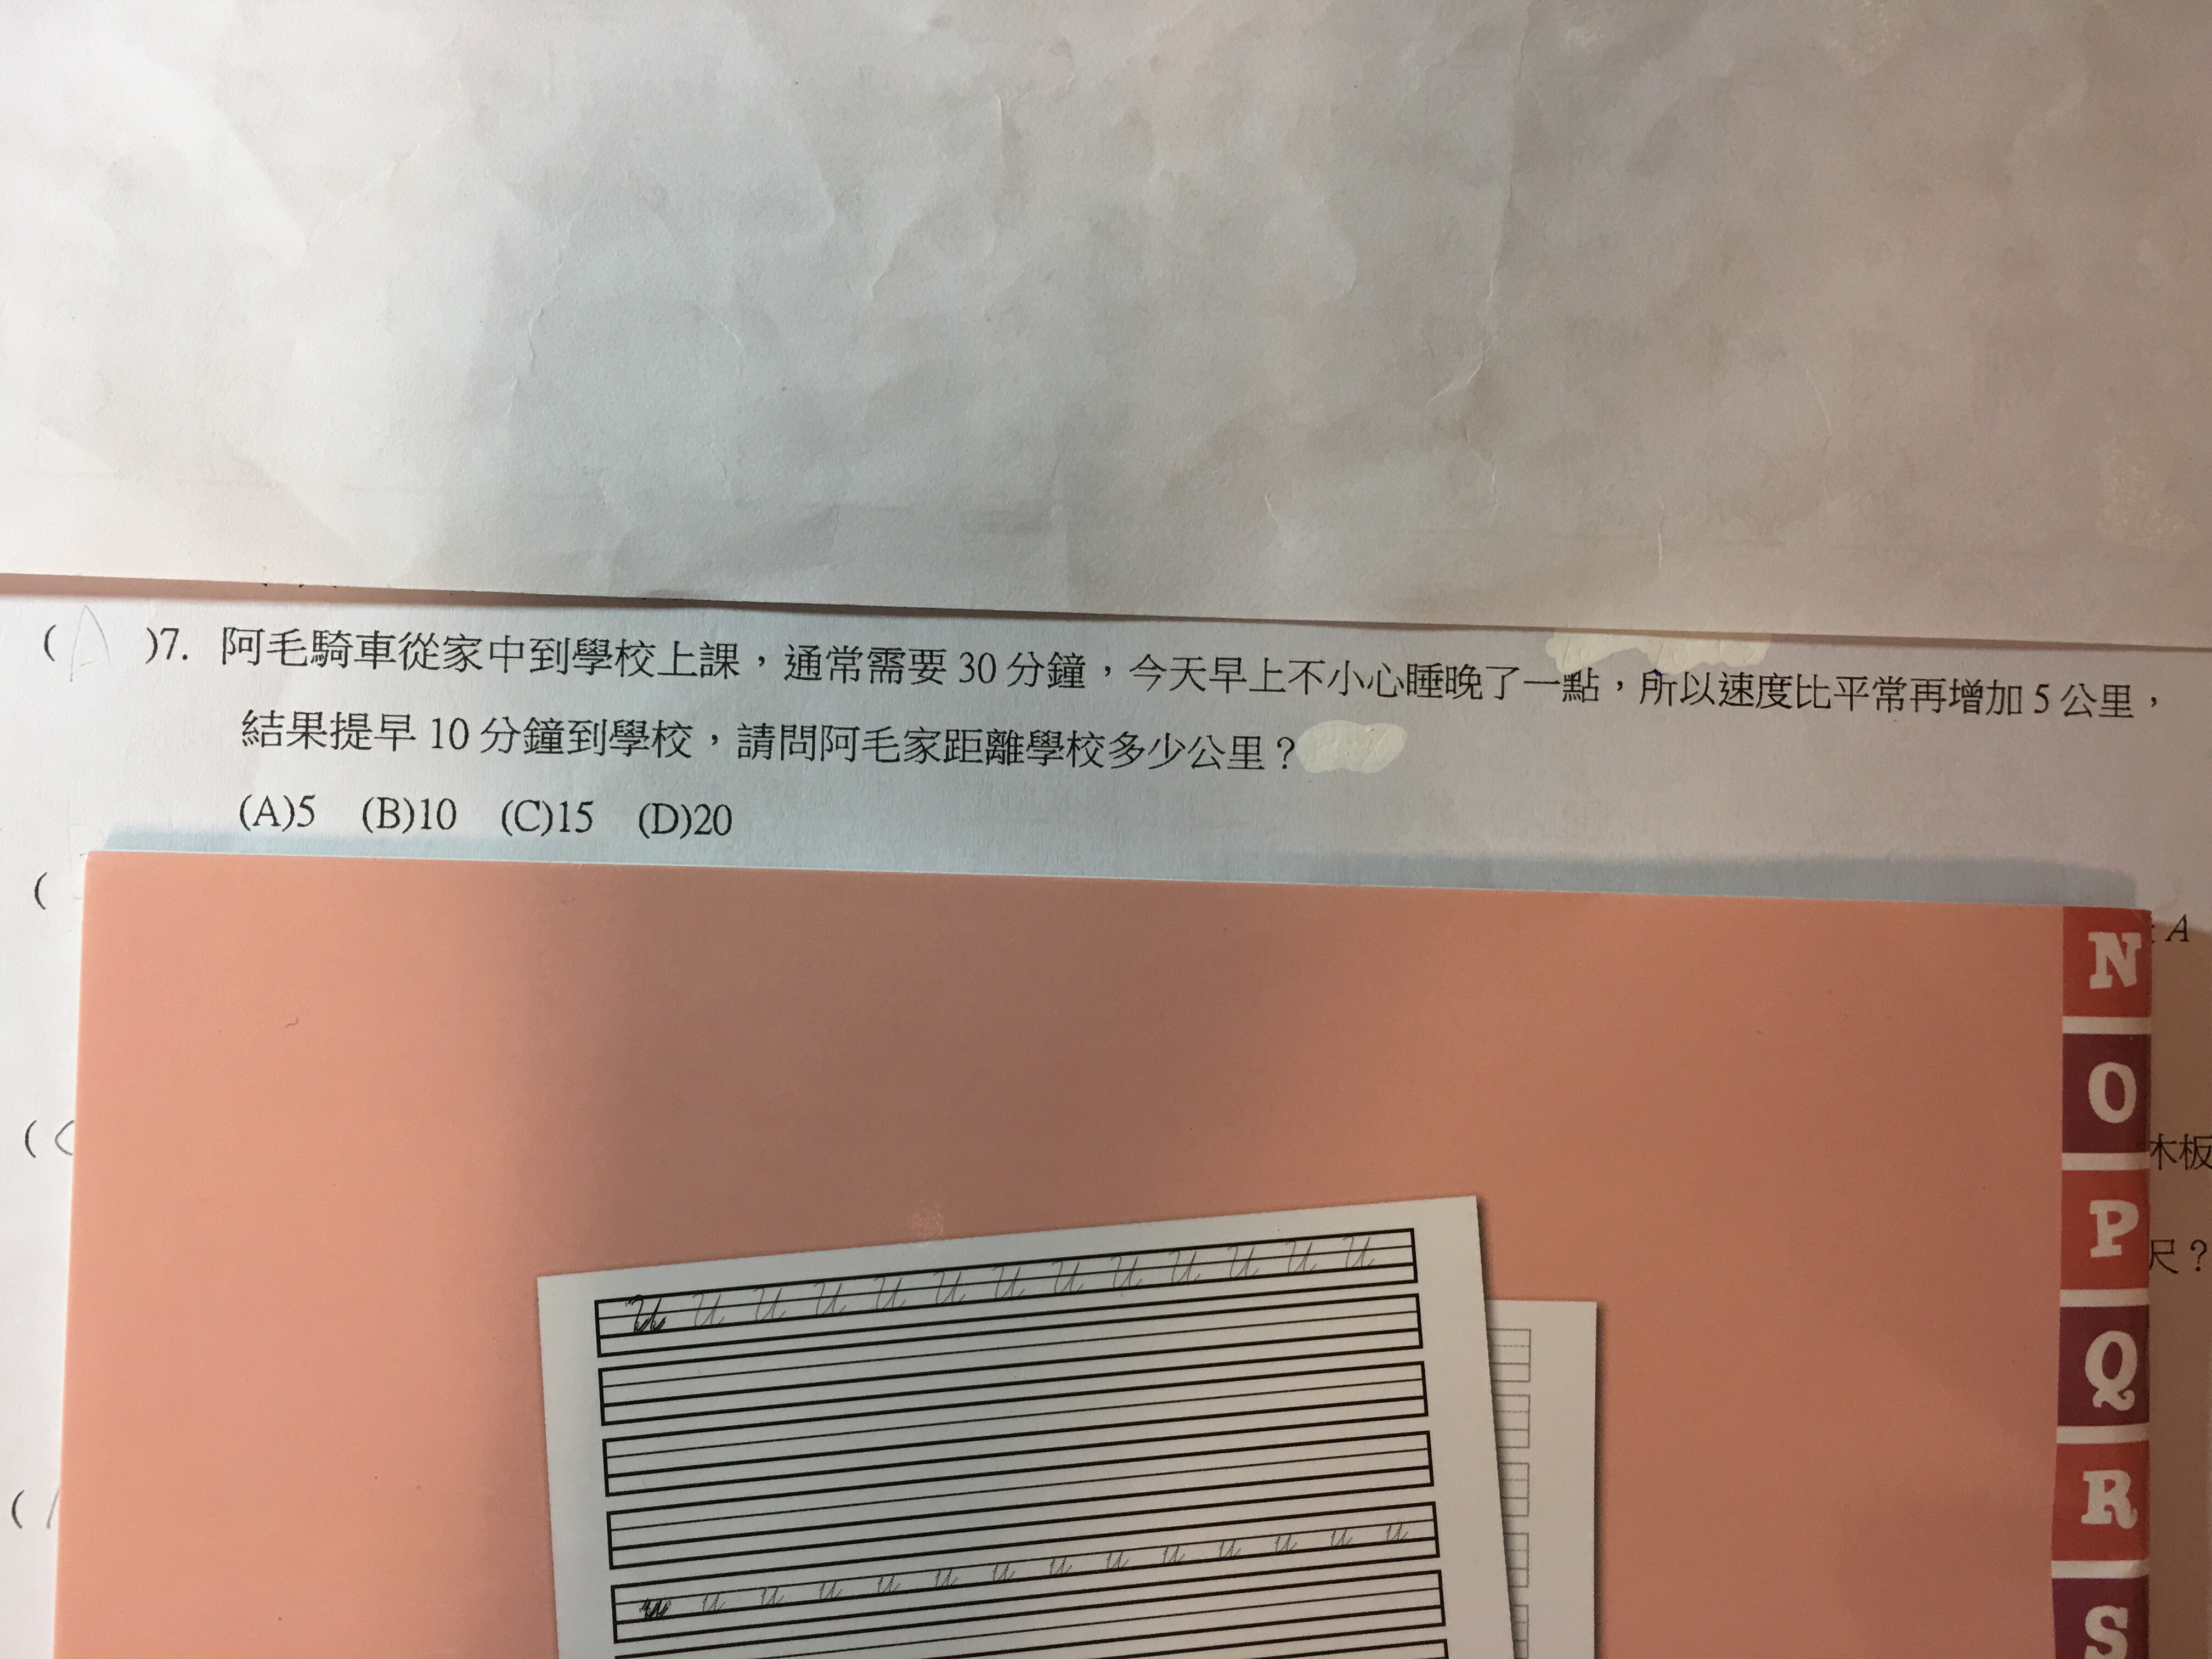 ( A )7. 阿毛騎車從家中到學校上課，通常需要 30 分鐘，今天早上不小心睡晚了一點，所以速度比平常再增加 5 公里，
結果提早 10 分鐘到學校，請問阿毛家距離學校多少公里？
(A)5 (B)10 (C)15 (D)20
(
: A
N
O
( C
木板
P
尺？
Q
u u u u u u u u u u u u u
R
(
u u u u u u u u u u u u u u
S